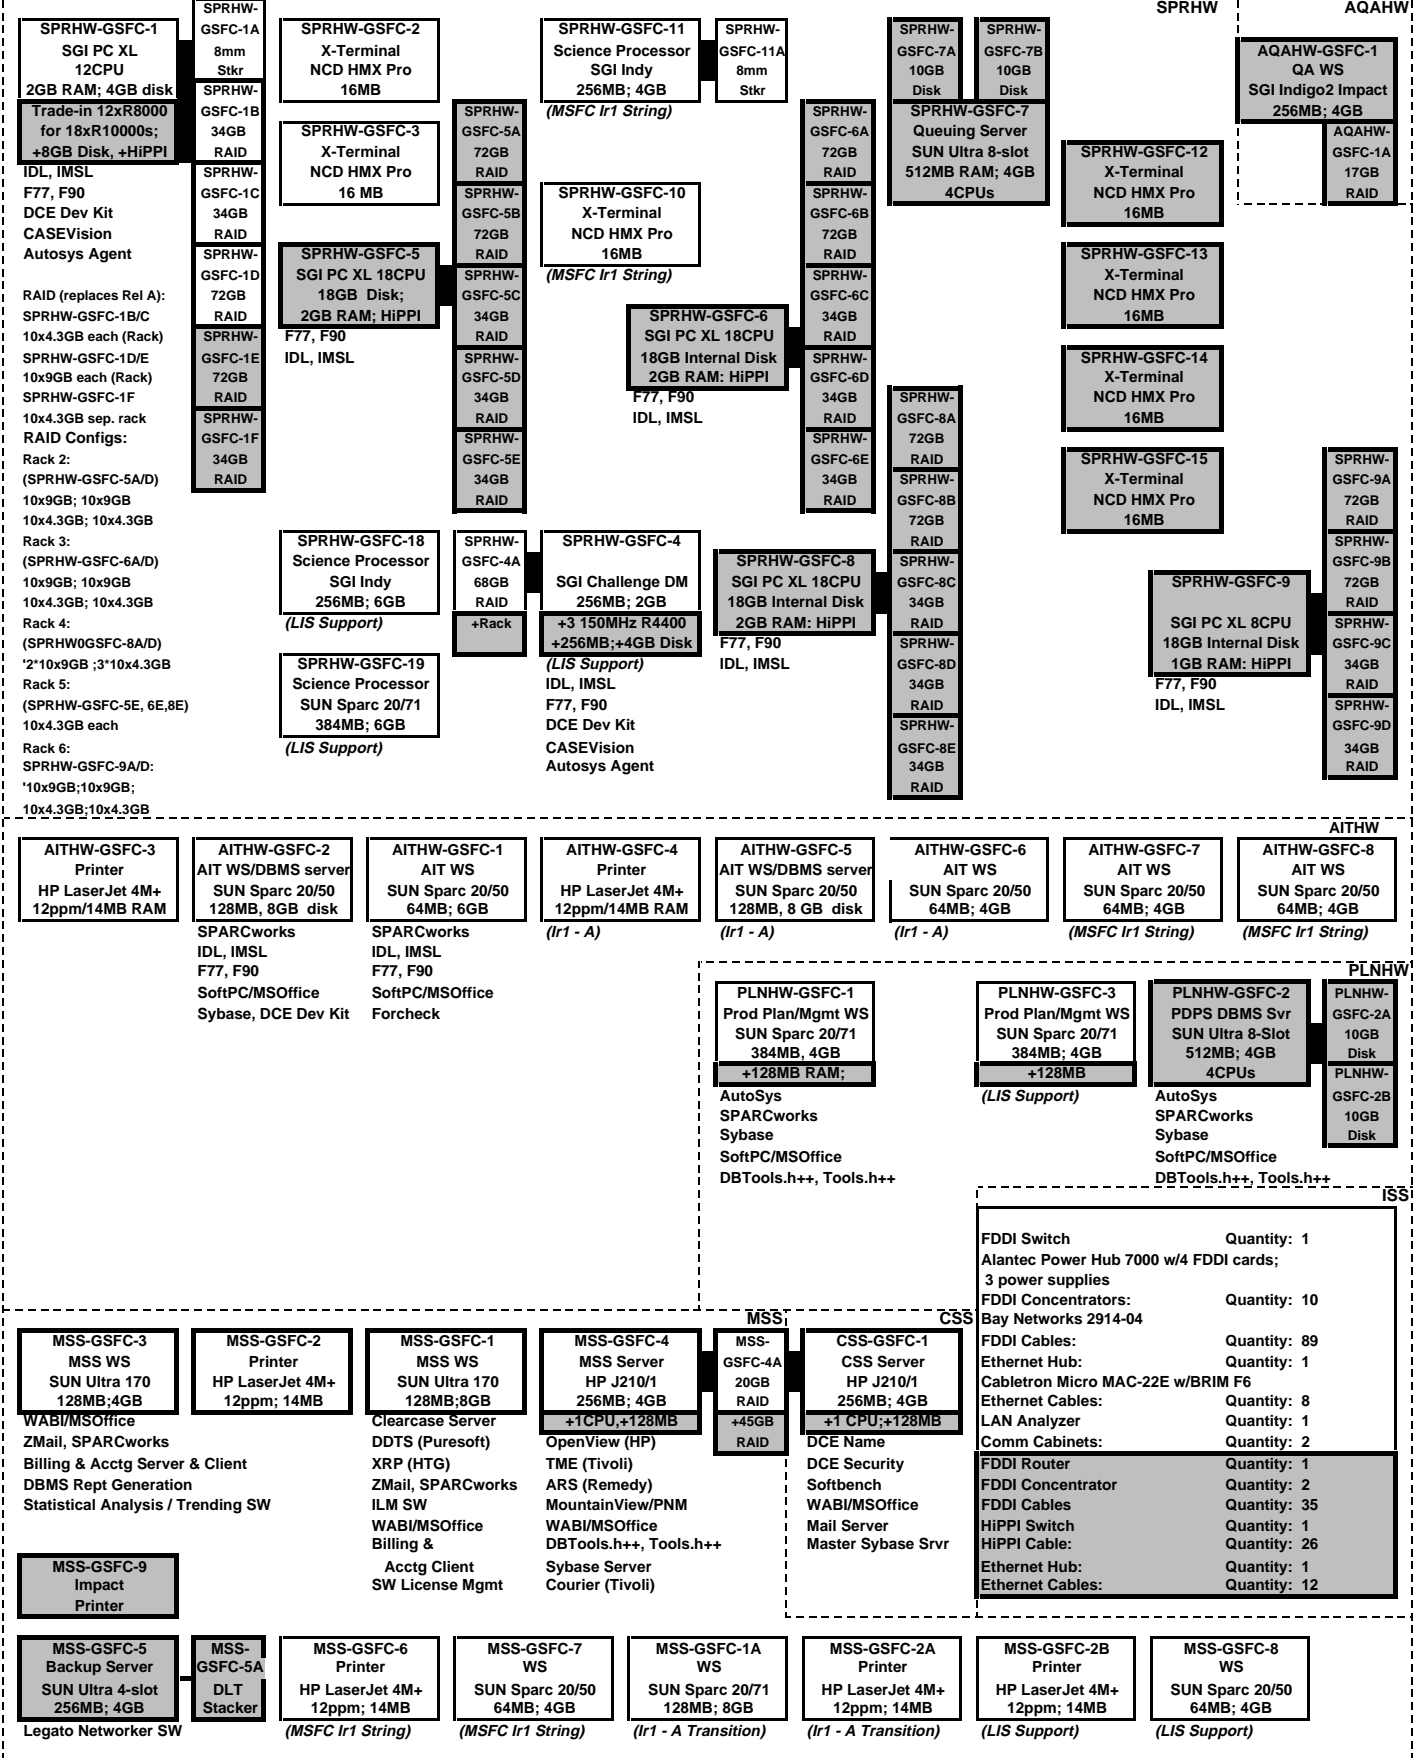 SPRHW
AQAHW
SPRHW-GSFC-1
SGI PC XL
12CPU
2GB RAM; 4GB disk
Trade-in 12xR8000
for 18xR10000s;
+8GB Disk, +HiPPI
IDL, IMSL
F77, F90
DCE Dev Kit
CASEVision
Autosys Agent
RAID (replaces Rel A):
SPRHW-GSFC-1B/C
10x4.3GB each (Rack)
SPRHW-GSFC-1D/E
10x9GB each (Rack)
SPRHW-GSFC-1F
10x4.3GB sep. rack
RAID Configs:
Rack 2:
(SPRHW-GSFC-5A/D)
10x9GB; 10x9GB
10x4.3GB; 10x4.3GB
Rack 3:
(SPRHW-GSFC-6A/D)
10x9GB; 10x9GB
10x4.3GB; 10x4.3GB
Rack 4:
(SPRHW0GSFC-8A/D)
'2*10x9GB ;3*10x4.3GB
Rack 5:
(SPRHW-GSFC-5E, 6E,8E)
10x4.3GB each
Rack 6:
SPRHW-GSFC-9A/D:
'10x9GB;10x9GB;
10x4.3GB;10x4.3GB
SPRHW-
GSFC-1A
8mm
Stkr
SPRHW-
GSFC-1B
34GB
RAID
SPRHW-
GSFC-1C
34GB
RAID
SPRHW-
GSFC-1D
72GB
RAID
SPRHW-
GSFC-1E
72GB
RAID
SPRHW-
GSFC-1F
34GB
RAID
SPRHW-GSFC-2
X-Terminal
NCD HMX Pro
16MB
SPRHW-GSFC-3
X-Terminal
NCD HMX Pro
16 MB
SPRHW-GSFC-5
SGI PC XL 18CPU
18GB Disk;
2GB RAM; HiPPI
F77, F90
IDL, IMSL
SPRHW-
GSFC-5A
72GB
RAID
SPRHW-
GSFC-5B
72GB
RAID
SPRHW-
GSFC-5C
34GB
RAID
SPRHW-
GSFC-5D
34GB
RAID
SPRHW-
GSFC-5E
34GB
RAID
SPRHW-GSFC-11
Science Processor
SGI Indy
256MB; 4GB
(MSFC Ir1 String)
SPRHW-
GSFC-11A
8mm
Stkr
SPRHW-GSFC-10
X-Terminal
NCD HMX Pro
16MB
(MSFC Ir1 String)
SPRHW-GSFC-6
SGI PC XL 18CPU
18GB Internal Disk
2GB RAM: HiPPI
F77, F90
IDL, IMSL
SPRHW-
GSFC-6A
72GB
RAID
SPRHW-
GSFC-6B
72GB
RAID
SPRHW-
GSFC-6C
34GB
RAID
SPRHW-
GSFC-6D
34GB
RAID
SPRHW-
GSFC-6E
34GB
RAID
SPRHW-
GSFC-7A
10GB
Disk
SPRHW-
GSFC-7B
10GB
Disk
SPRHW-GSFC-7
Queuing Server
SUN Ultra 8-slot
512MB RAM; 4GB
4CPUs
AQAHW-GSFC-1
QA WS
SGI Indigo2 Impact
256MB; 4GB
AQAHW-
GSFC-1A
17GB
RAID
SPRHW-GSFC-12
X-Terminal
NCD HMX Pro
16MB
SPRHW-GSFC-13
X-Terminal
NCD HMX Pro
16MB
SPRHW-GSFC-14
X-Terminal
NCD HMX Pro
16MB
SPRHW-GSFC-15
X-Terminal
NCD HMX Pro
16MB
SPRHW-GSFC-18
Science Processor
SGI Indy
256MB; 6GB
(LIS Support)
SPRHW-GSFC-19
Science Processor
SUN Sparc 20/71
384MB; 6GB
(LIS Support)
SPRHW-
GSFC-4A
68GB
RAID
+Rack
SPRHW-GSFC-4
SGI Challenge DM
256MB; 2GB
+3 150MHz R4400
+256MB;+4GB Disk
(LIS Support)
IDL, IMSL
F77, F90
DCE Dev Kit
CASEVision
Autosys Agent
SPRHW-GSFC-8
SGI PC XL 18CPU
18GB Internal Disk
2GB RAM: HiPPI
F77, F90
IDL, IMSL
SPRHW-
GSFC-8A
72GB
RAID
SPRHW-
GSFC-8B
72GB
RAID
SPRHW-
GSFC-8C
34GB
RAID
SPRHW-
GSFC-8D
34GB
RAID
SPRHW-
GSFC-8E
34GB
RAID
SPRHW-GSFC-9
SGI PC XL 8CPU
18GB Internal Disk
1GB RAM: HiPPI
F77, F90
IDL, IMSL
SPRHW-
GSFC-9A
72GB
RAID
SPRHW-
GSFC-9B
72GB
RAID
SPRHW-
GSFC-9C
34GB
RAID
SPRHW-
GSFC-9D
34GB
RAID
AITHW
AITHW-GSFC-3
Printer
HP LaserJet 4M+
12ppm/14MB RAM
AITHW-GSFC-2
AIT WS/DBMS server
SUN Sparc 20/50
128MB, 8GB disk
SPARCworks
IDL, IMSL
F77, F90
SoftPC/MSOffice
Sybase, DCE Dev Kit
AITHW-GSFC-1
AIT WS
SUN Sparc 20/50
64MB; 6GB
SPARCworks
IDL, IMSL
F77, F90
SoftPC/MSOffice
Forcheck
AITHW-GSFC-4
Printer
HP LaserJet 4M+
12ppm/14MB RAM
(Ir1 - A)
AITHW-GSFC-5
AIT WS/DBMS server
SUN Sparc 20/50
128MB, 8 GB disk
(Ir1 - A)
AITHW-GSFC-6
AIT WS
SUN Sparc 20/50
64MB; 4GB
(Ir1 - A)
AITHW-GSFC-7
AIT WS
SUN Sparc 20/50
64MB; 4GB
(MSFC Ir1 String)
AITHW-GSFC-8
AIT WS
SUN Sparc 20/50
64MB; 4GB
(MSFC Ir1 String)
PLNHW
PLNHW-GSFC-1
Prod Plan/Mgmt WS
SUN Sparc 20/71
384MB, 4GB
+128MB RAM;
AutoSys
SPARCworks
Sybase
SoftPC/MSOffice
DBTools.h++, Tools.h++
PLNHW-GSFC-3
Prod Plan/Mgmt WS
SUN Sparc 20/71
384MB; 4GB
+128MB
(LIS Support)
PLNHW-GSFC-2
PDPS DBMS Svr
SUN Ultra 8-Slot
512MB; 4GB
4CPUs
AutoSys
SPARCworks
Sybase
SoftPC/MSOffice
DBTools.h++, Tools.h++
PLNHW-
GSFC-2A
10GB
Disk
PLNHW-
GSFC-2B
10GB
Disk
ISS
FDDI Switch Quantity: 1
Alantec Power Hub 7000 w/4 FDDI cards;
3 power supplies
FDDI Concentrators: Quantity: 10
Bay Networks 2914-04
FDDI Cables: Quantity: 89
Ethernet Hub: Quantity: 1
Cabletron Micro MAC-22E w/BRIM F6
Ethernet Cables: Quantity: 8
LAN Analyzer Quantity: 1
Comm Cabinets: Quantity: 2
FDDI Router Quantity: 1
FDDI Concentrator Quantity: 2
FDDI Cables Quantity: 35
HiPPI Switch Quantity: 1
HiPPI Cable: Quantity: 26
Ethernet Hub: Quantity: 1
Ethernet Cables: Quantity: 12
MSS
CSS
MSS-GSFC-3
MSS WS
SUN Ultra 170
128MB;4GB
WABI/MSOffice
ZMail, SPARCworks
Billing & Acctg Server & Client
DBMS Rept Generation
Statistical Analysis / Trending SW
MSS-GSFC-2
Printer
HP LaserJet 4M+
12ppm; 14MB
MSS-GSFC-1
MSS WS
SUN Ultra 170
128MB;8GB
Clearcase Server
DDTS (Puresoft)
XRP (HTG)
ZMail, SPARCworks
ILM SW
WABI/MSOffice
Billing &
Acctg Client
SW License Mgmt
MSS-GSFC-4
MSS Server
HP J210/1
256MB; 4GB
+1CPU,+128MB
OpenView (HP)
TME (Tivoli)
ARS (Remedy)
MountainView/PNM
WABI/MSOffice
DBTools.h++, Tools.h++
Sybase Server
Courier (Tivoli)
MSS-
GSFC-4A
20GB
RAID
+45GB
RAID
CSS-GSFC-1
CSS Server
HP J210/1
256MB; 4GB
+1 CPU;+128MB
DCE Name
DCE Security
Softbench
WABI/MSOffice
Mail Server
Master Sybase Srvr
MSS-GSFC-9
Impact
Printer
MSS-GSFC-5
Backup Server
SUN Ultra 4-slot
256MB; 4GB
Legato Networker SW
MSS-
GSFC-5A
DLT
Stacker
MSS-GSFC-6
Printer
HP LaserJet 4M+
12ppm; 14MB
(MSFC Ir1 String)
MSS-GSFC-7
WS
SUN Sparc 20/50
64MB; 4GB
(MSFC Ir1 String)
MSS-GSFC-1A
WS
SUN Sparc 20/71
128MB; 8GB
(Ir1 - A Transition)
MSS-GSFC-2A
Printer
HP LaserJet 4M+
12ppm; 14MB
(Ir1 - A Transition)
MSS-GSFC-2B
Printer
HP LaserJet 4M+
12ppm; 14MB
(LIS Support)
MSS-GSFC-8
WS
SUN Sparc 20/50
64MB; 4GB
(LIS Support)